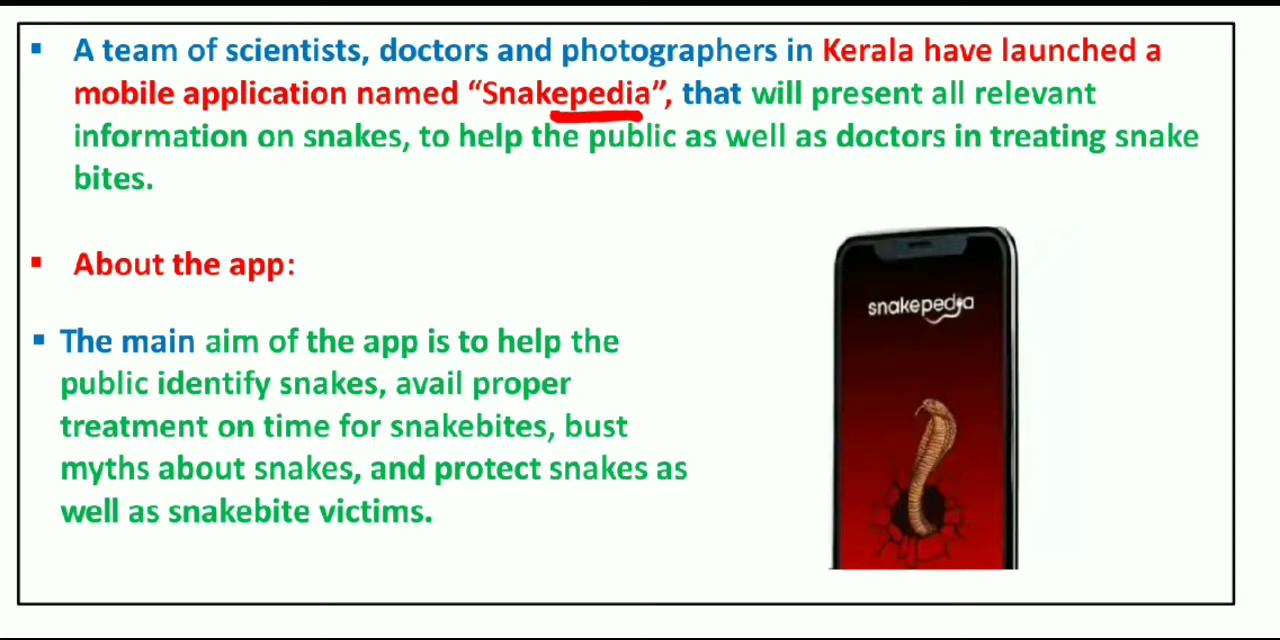 ▪ A team of scientists, doctors and photographers in Kerala have launched a
mobile application named “Snakepedia”, that will present all relevant
information on snakes, to help the public as well as doctors in treating snake
bites.
▪ About the app:
▪ The main aim of the app is to help the
public identify snakes, avail proper
treatment on time for snakebites, bust
myths about snakes, and protect snakes as
well as snakebite victims.
snakepedia